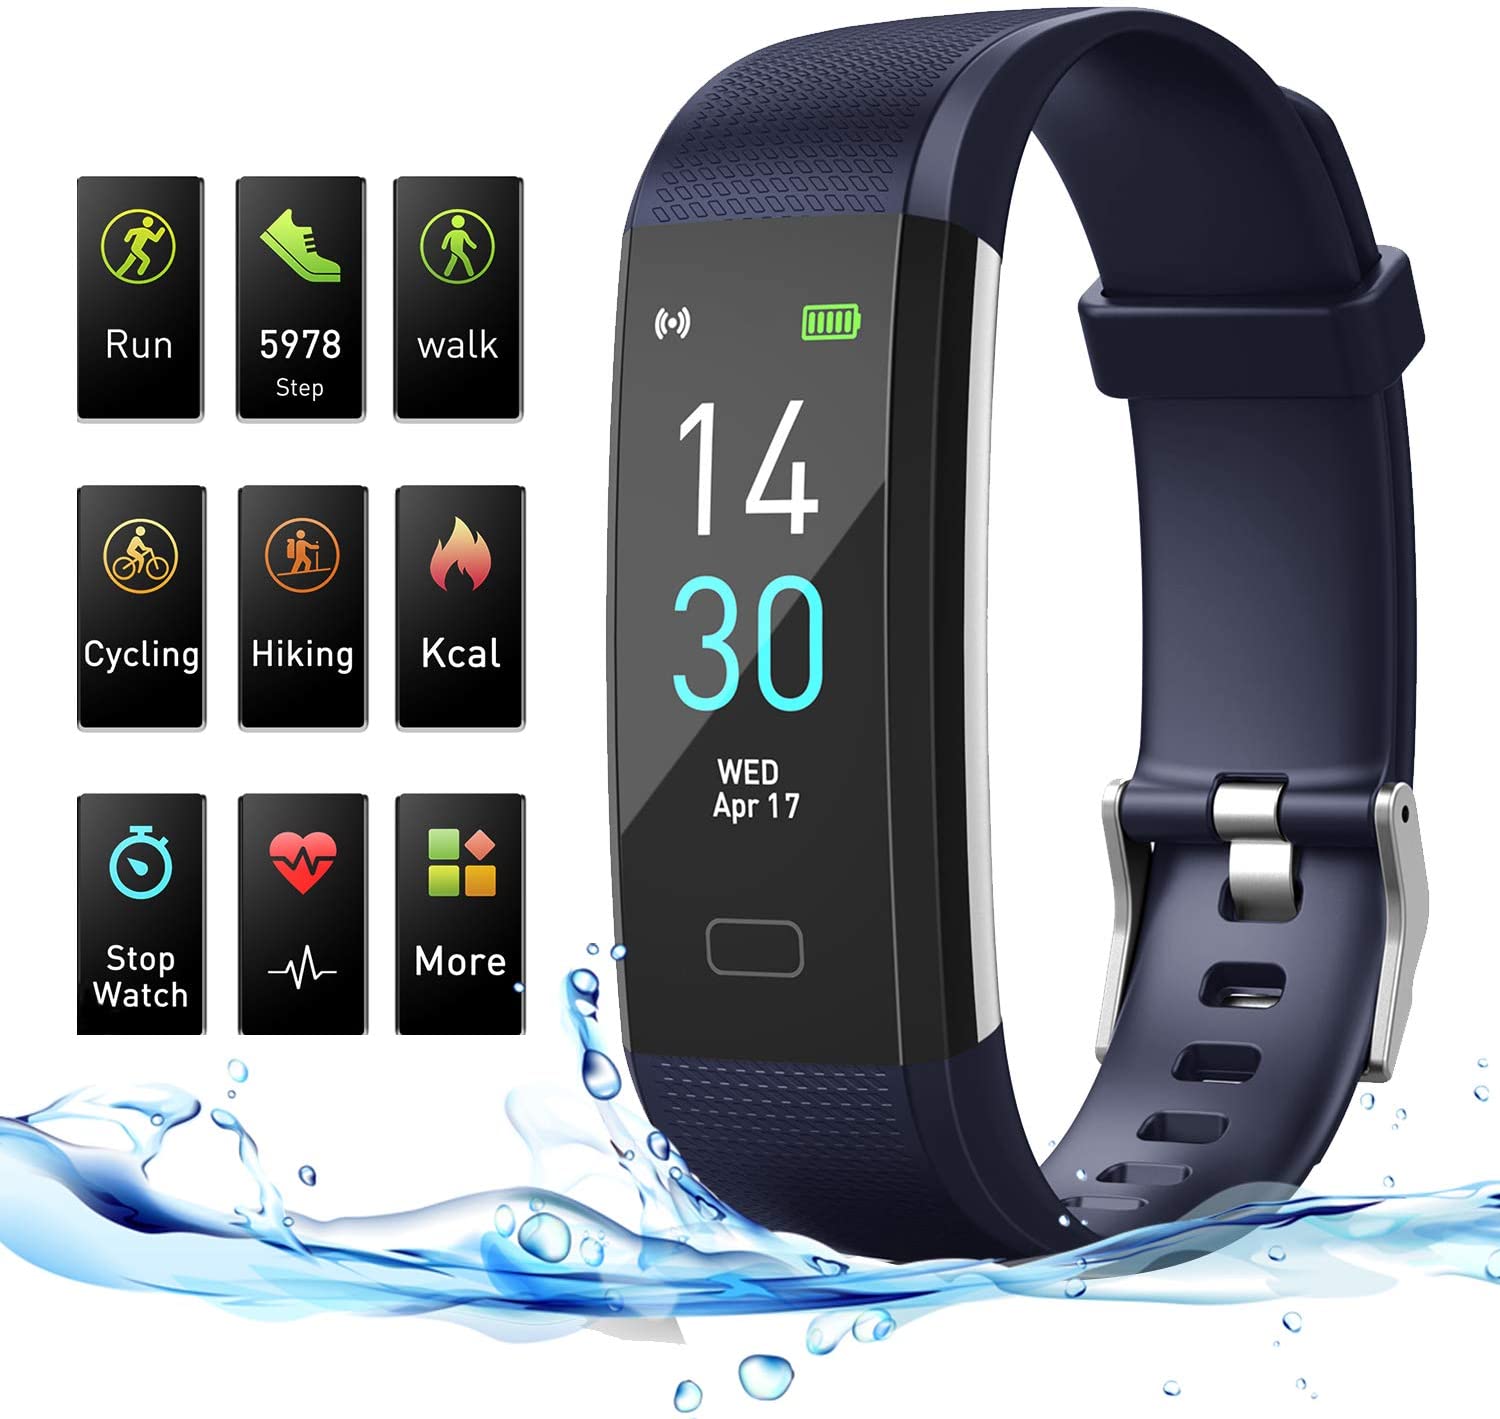 Run
5978
Step
walk
Cycling
Hiking
Kcal
Stop
Watch
More
14
30
WED
Apr 17